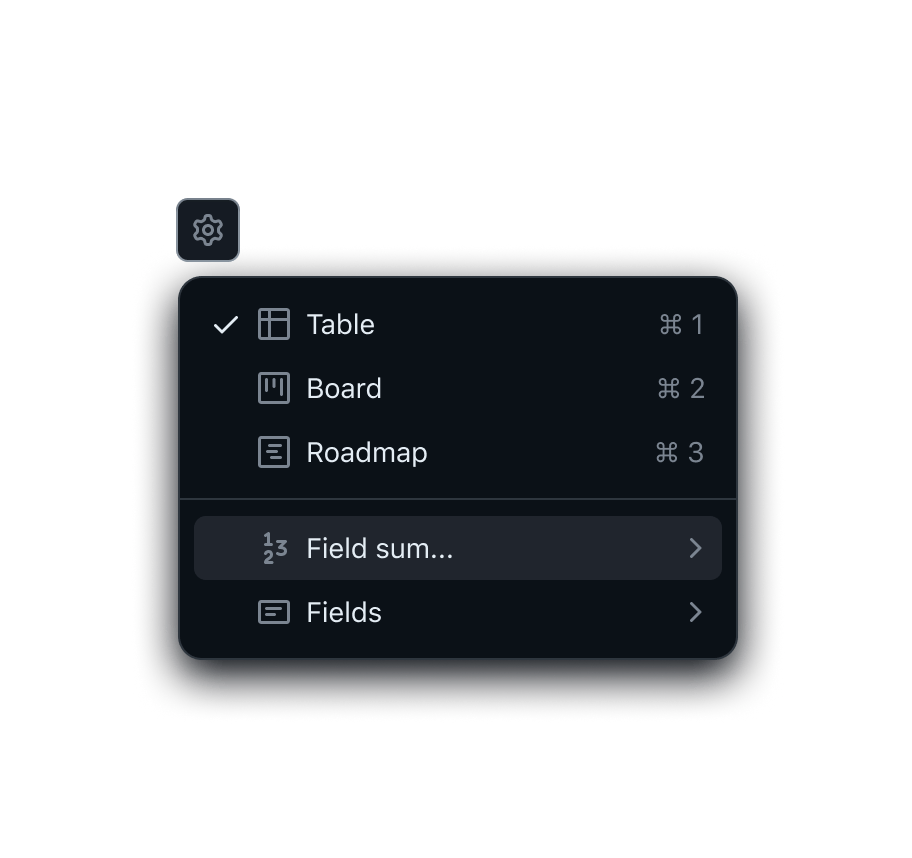 Table ⌘ 1
Board ⌘ 2
Roadmap ⌘ 3
Field sum...
Fields